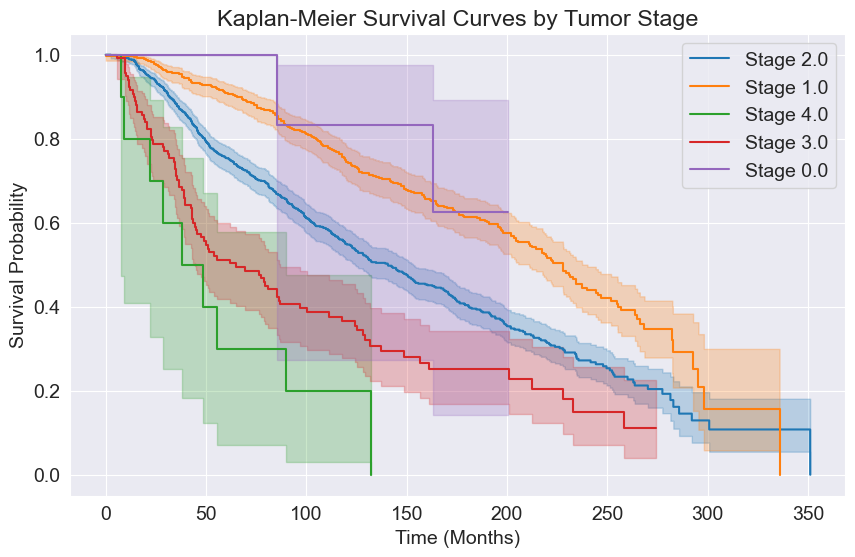 Kaplan-Meier Survival Curves by Tumor Stage
Survival Probability
1.0
0.8
0.6
0.4
0.2
0.0
Stage 2.0
Stage 1.0
Stage 4.0
Stage 3.0
Stage 0.0
0 50 100 150 200 250 300 350
Time (Months)